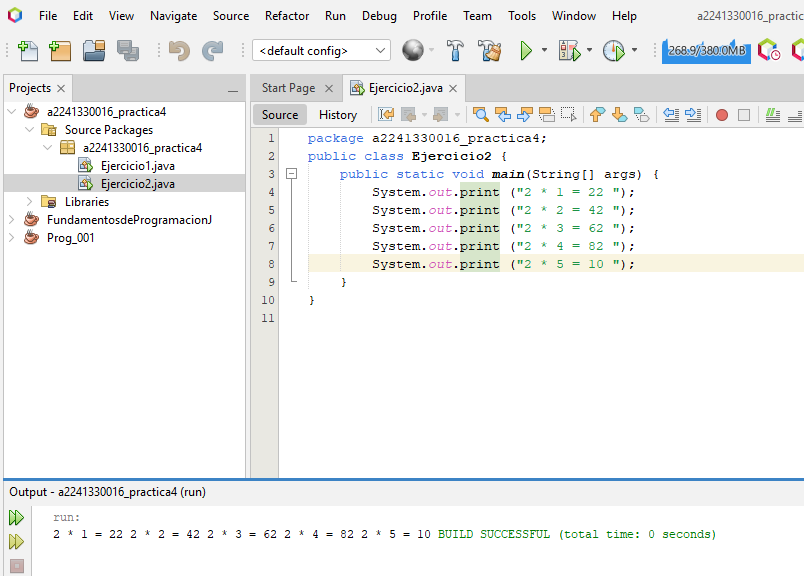 File Edit View Navigate Source Refactor Run Debug Profile Team Tools Window Help a2241330016_practic
<default config> 268.9/380.0MB
Projects
Start Page Ejercicio2.java
Source History
a2241330016_practica4
Source Packages
a2241330016_practica4
Ejercicio1.java
Ejercicio2.java
Libraries
FundamentosdeProgramacionJ
Prog_001
1 package a2241330016_practica4;
2 public class Ejercicio2 {
3 public static void main(String[] args) {
4 System.out.print ("2 * 1 = 22 ");
5 System.out.print ("2 * 2 = 42 ");
6 System.out.print ("2 * 3 = 62 ");
7 System.out.print ("2 * 4 = 82 ");
8 System.out.print ("2 * 5 = 10 ");
9 }
10 }
11
Output - a2241330016_practica4 (run)
run:
2 * 1 = 22 2 * 2 = 42 2 * 3 = 62 2 * 4 = 82 2 * 5 = 10 BUILD SUCCESSFUL (total time: 0 seconds)